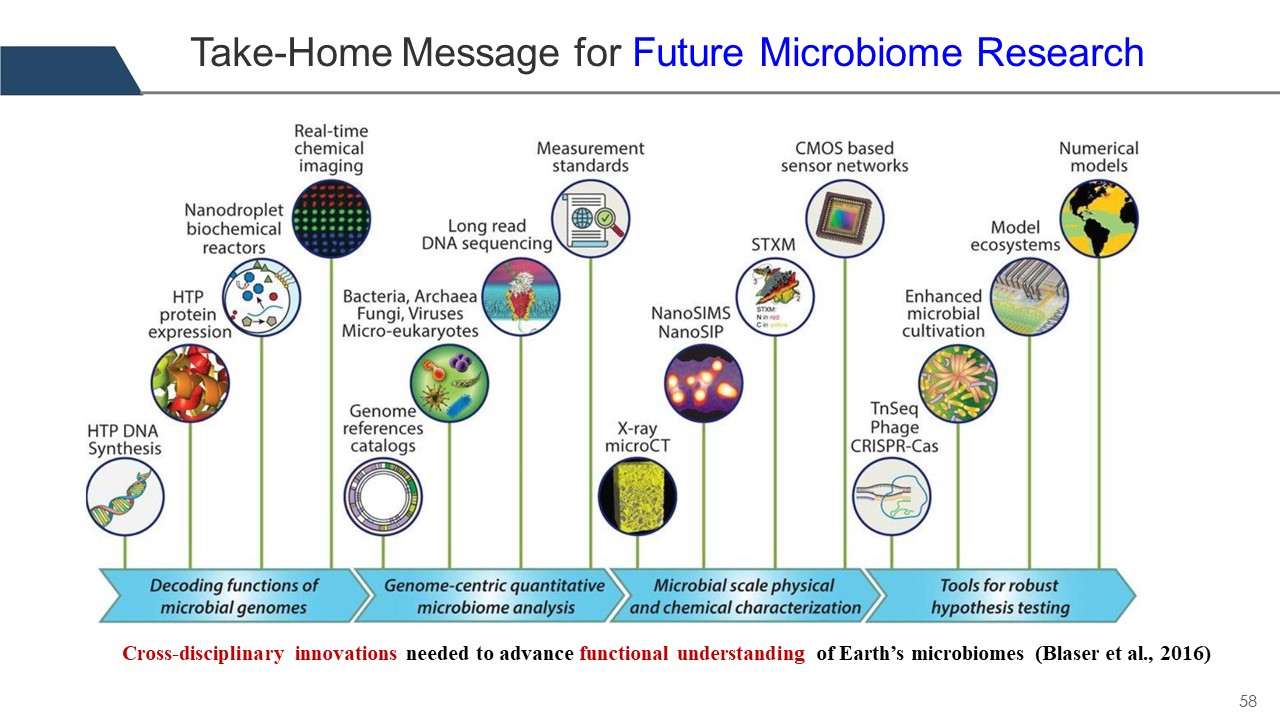 Take-Home Message for Future Microbiome Research
Real-time
chemical
imaging
Nanodroplet
biochemical
reactors
HTP
protein
expression
HTP DNA
Synthesis
Measurement
standards
Long read
DNA sequencing
Bacteria, Archaea
Fungi, Viruses
Micro-eukaryotes
Genome
references
catalogs
CMOS based
sensor networks
STXM
STXM:
N in red
C in yellow
NanoSIMS
NanoSIP
X-ray
microCT
Numerical
models
Model
ecosystems
Enhanced
microbial
cultivation
TnSeq
Phage
CRISPR-Cas
Decoding functions of
microbial genomes
Genome-centric quantitative
microbiome analysis
Microbial scale physical
and chemical characterization
Tools for robust
hypothesis testing
Cross-disciplinary innovations needed to advance functional understanding of Earth’s microbiomes (Blaser et al., 2016)
58